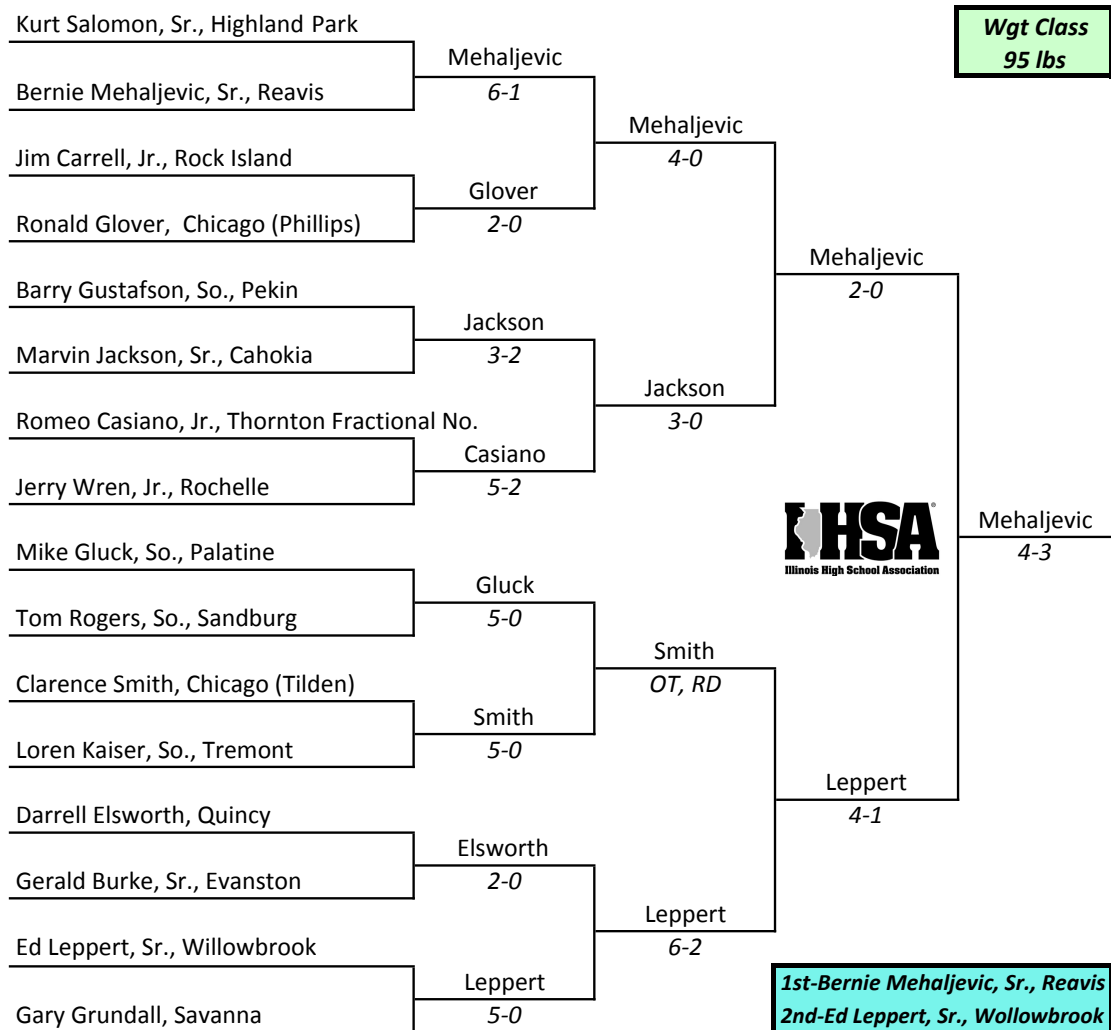 Kurt Salomon, Sr., Highland Park
Wgt Class
95 lbs
Mehaljevic
6-1
Bernie Mehaljevic, Sr., Reavis
Mehaljevic
4-0
Jim Carrell, Jr., Rock Island
Glover
2-0
Ronald Glover,  Chicago (Phillips)
Mehaljevic
2-0
Barry Gustafson, So., Pekin
Jackson
3-2
Marvin Jackson, Sr., Cahokia
Jackson
3-0
Romeo Casiano, Jr., Thornton Fractional No.
Casiano
5-2
Jerry Wren, Jr., Rochelle
IHSA®
Illinois High School Association
Mehaljevic
4-3
Mike Gluck, So., Palatine
Gluck
5-0
Tom Rogers, So., Sandburg
Smith
OT, RD
Clarence Smith, Chicago (Tilden)
Smith
5-0
Loren Kaiser, So., Tremont
Leppert
4-1
Darrell Elsworth, Quincy
Elsworth
2-0
Gerald Burke, Sr., Evanston
Leppert
6-2
Ed Leppert, Sr., Willowbrook
Leppert
5-0
Gary Grundall, Savanna
1st-Bernie Mehaljevic, Sr., Reavis
2nd-Ed Leppert, Sr., Wollowbrook